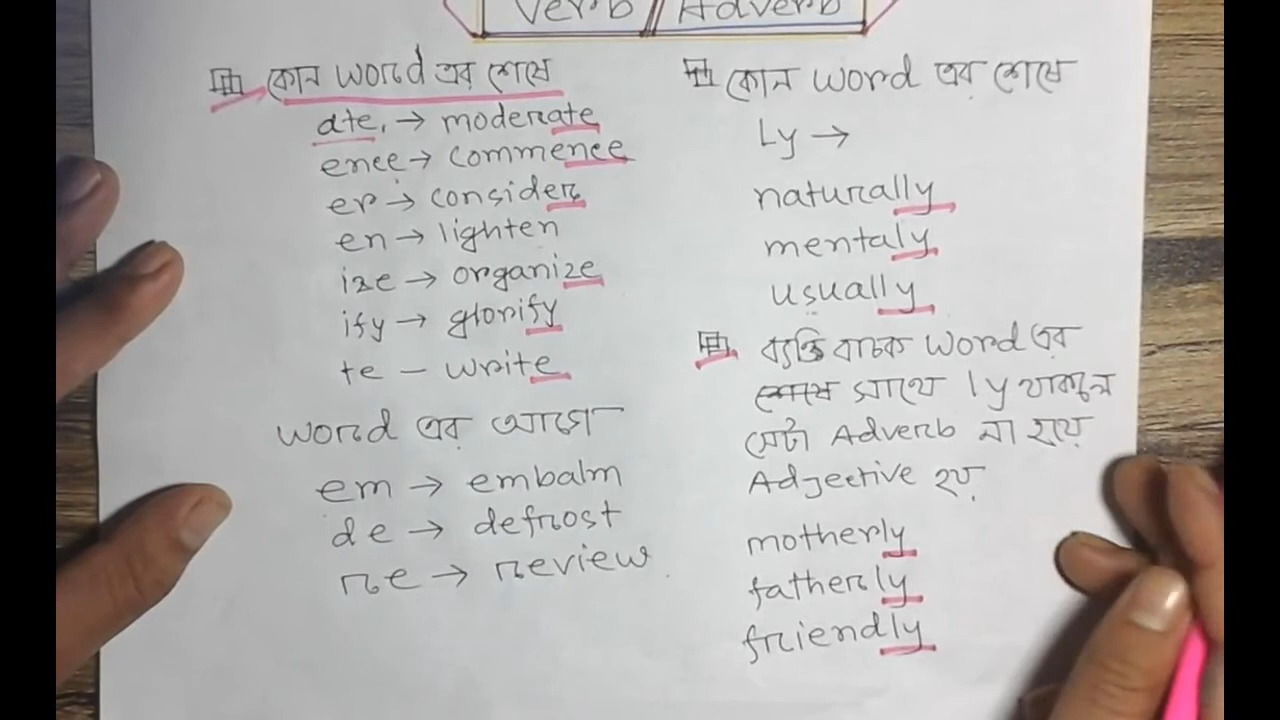 Verb // Adverb
কোন word এর শেষে
ate, → moderate
ence → commence
er → consider
en → lighten
ize → organize
ify → glorify
te – write
word এর আগে
em → embalm
de → defrost
re → review
কোন word এর শেষে
Ly →
naturally
mentaly
usually
ব্যক্তি বাচক word এর
শেষে সাথে ly থাকলে
সেটা Adverb না হয়ে
Adjective হয়
motherly
fatherly
friendly